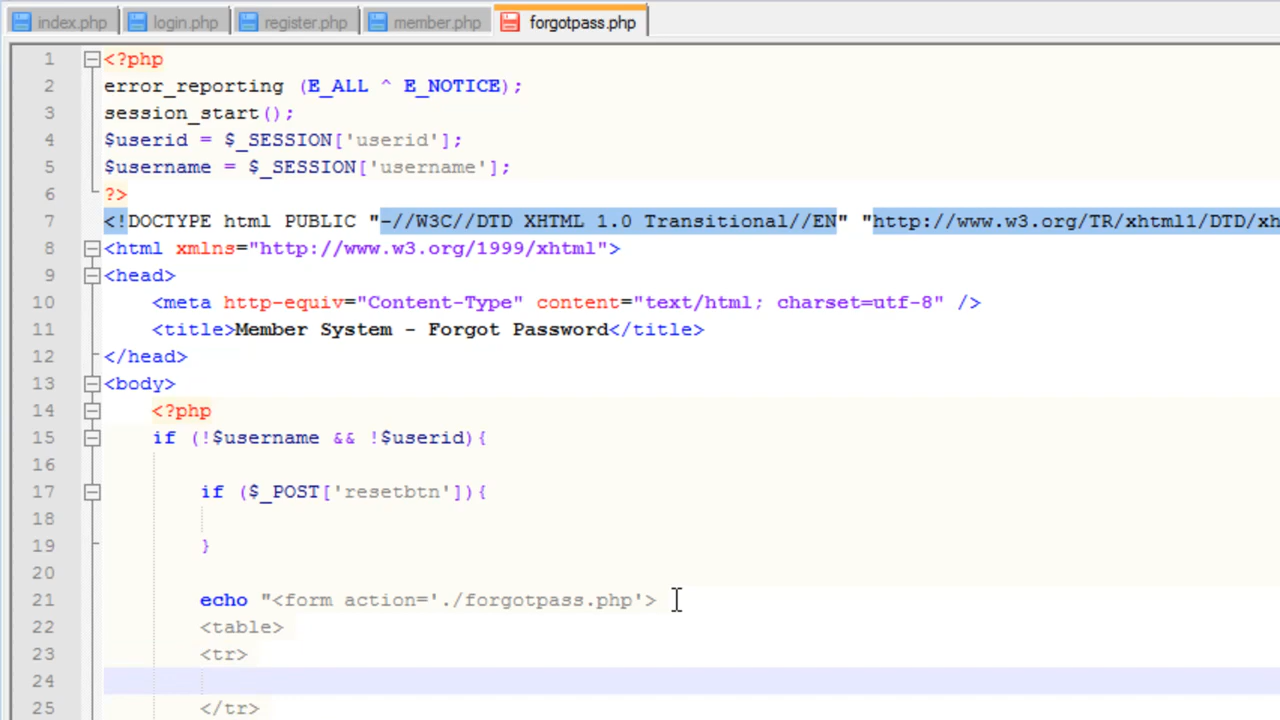 index.php login.php register.php member.php forgotpass.php
1 <?php
2 error_reporting (E_ALL ^ E_NOTICE);
3 session_start();
4 $userid = $_SESSION['userid'];
5 $username = $_SESSION['username'];
6 ?>
7 <!DOCTYPE html PUBLIC "-//W3C//DTD XHTML 1.0 Transitional//EN" "http://www.w3.org/TR/xhtml1/DTD/xh
8 <html xmlns="http://www.w3.org/1999/xhtml">
9 <head>
10 <meta http-equiv="Content-Type" content="text/html; charset=utf-8" />
11 <title>Member System - Forgot Password</title>
12 </head>
13 <body>
14 <?php
15 if (!$username && !$userid){
16
17 if ($_POST['resetbtn']){
18
19 }
20
21 echo "<form action='./forgotpass.php'>
22 <table>
23 <tr>
24
25 </tr>